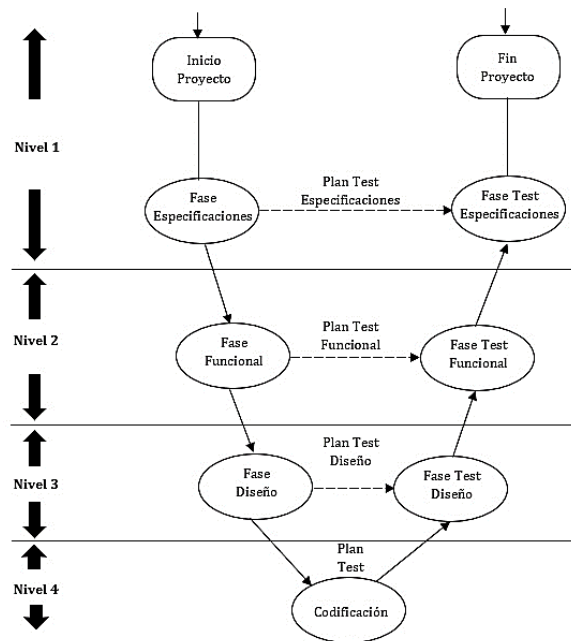 Inicio
Proyecto
Fin
Proyecto
Nivel 1
Fase
Especificaciones
Plan Test
Especificaciones
Fase Test
Especificaciones
Nivel 2
Fase
Funcional
Plan Test
Funcional
Fase Test
Funcional
Nivel 3
Fase
Diseño
Plan Test
Diseño
Fase Test
Diseño
Nivel 4
Plan
Test
Codificación